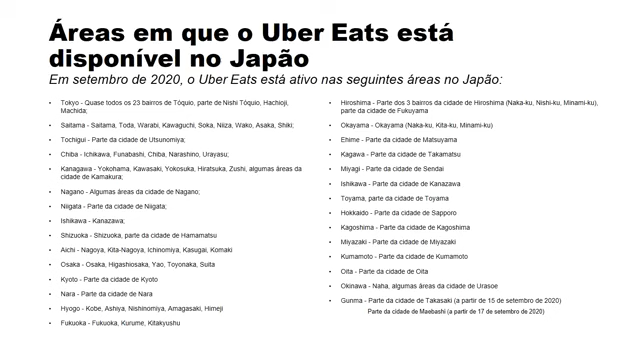 Áreas em que o Uber Eats está
disponível no Japão
Em setembro de 2020, o Uber Eats está ativo nas seguintes áreas no Japão:
• Tokyo - Quase todos os 23 bairros de Tóquio, parte de Nishi Tóquio, Hachioji,
Machida;
• Saitama - Saitama, Toda, Warabi, Kawaguchi, Soka, Niiza, Wako, Asaka, Shiki;
• Tochigui - Parte da cidade de Utsunomiya;
• Chiba - Ichikawa, Funabashi, Chiba, Narashino, Urayasu;
• Kanagawa - Yokohama, Kawasaki, Yokosuka, Hiratsuka, Zushi, algumas áreas da
cidade de Kamakura;
• Nagano - Algumas áreas da cidade de Nagano;
• Niigata - Parte da cidade de Niigata;
• Ishikawa - Kanazawa;
• Shizuoka - Shizuoka, parte da cidade de Hamamatsu
• Aichi - Nagoya, Kita-Nagoya, Ichinomiya, Kasugai, Komaki
• Osaka - Osaka, Higashiosaka, Yao, Toyonaka, Suita
• Kyoto - Parte da cidade de Kyoto
• Nara - Parte da cidade de Nara
• Hyogo - Kobe, Ashiya, Nishinomiya, Amagasaki, Himeji
• Fukuoka - Fukuoka, Kurume, Kitakyushu
• Hiroshima - Parte dos 3 bairros da cidade de Hiroshima (Naka-ku, Nishi-ku, Minami-ku),
parte da cidade de Fukuyama
• Okayama - Okayama (Naka-ku, Kita-ku, Minami-ku)
• Ehime - Parte da cidade de Matsuyama
• Kagawa - Parte da cidade de Takamatsu
• Miyagi - Parte da cidade de Sendai
• Ishikawa - Parte da cidade de Kanazawa
• Toyama, parte da cidade de Toyama
• Hokkaido - Parte da cidade de Sapporo
• Kagoshima - Parte da cidade de Kagoshima
• Miyazaki - Parte da cidade de Miyazaki
• Kumamoto - Parte da cidade de Kumamoto
• Oita - Parte da cidade de Oita
• Okinawa - Naha, algumas áreas da cidade de Urasoe
• Gunma - Parte da cidade de Takasaki (a partir de 15 de setembro de 2020)
Parte da cidade de Maebashi (a partir de 17 de setembro de 2020)